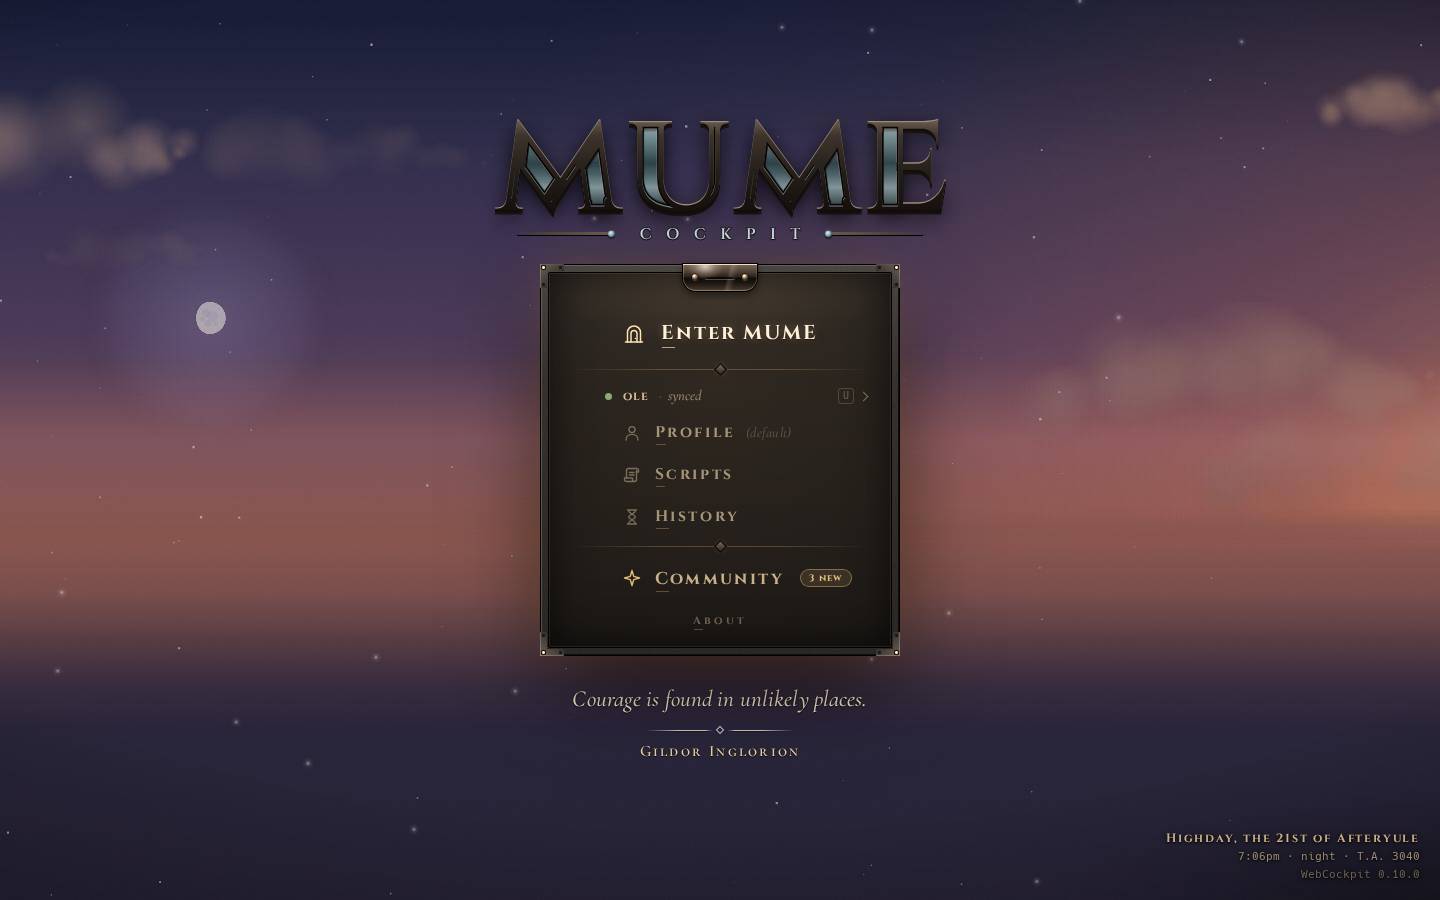 MUME
COCKPIT
Enter MUME
OLE · synced U
Profile (default)
Scripts
History
Community 3 new
About
Courage is found in unlikely places.
Gildor Inglorion
Highday, the 21st of Afteryule
7:06pm · night · T.A. 3040
WebCockpit 0.10.0